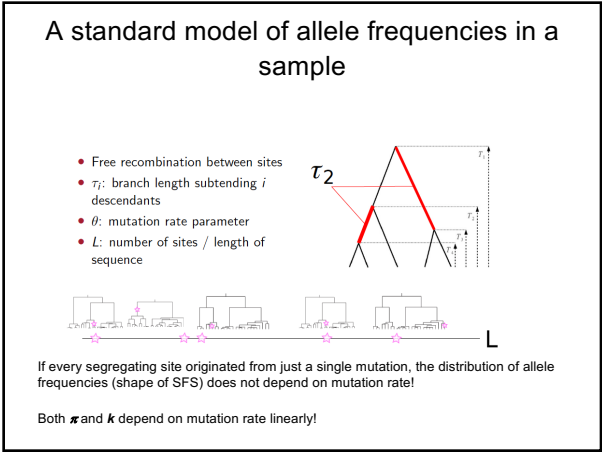 A standard model of allele frequencies in a
sample
• Free recombination between sites
• τᵢ: branch length subtending i
descendants
• θ: mutation rate parameter
• L: number of sites / length of
sequence
τ₂
L
If every segregating site originated from just a single mutation, the distribution of allele
frequencies (shape of SFS) does not depend on mutation rate!
Both π and k depend on mutation rate linearly!